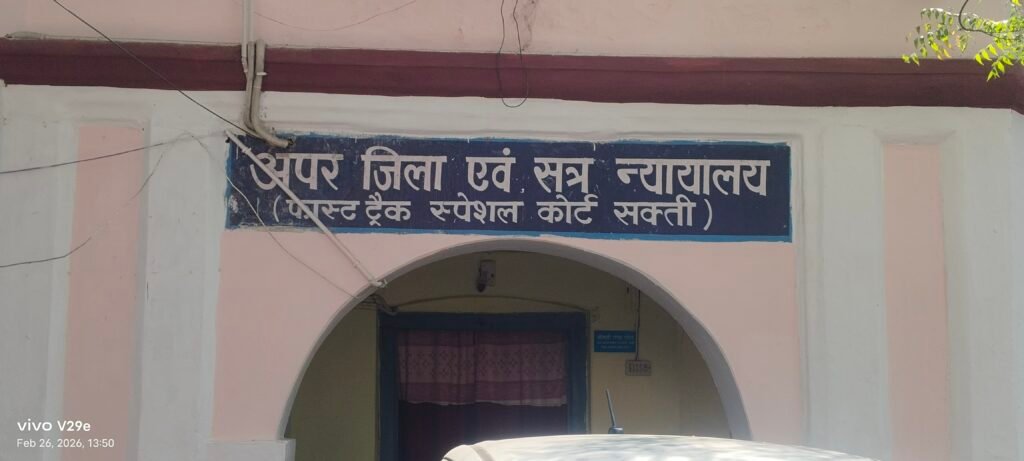 अपर जिला एवं सत्र न्यायालय
(फास्ट ट्रैक स्पेशल कोर्ट सक्ती)
vivo V29e
Feb 26, 2026, 13:50